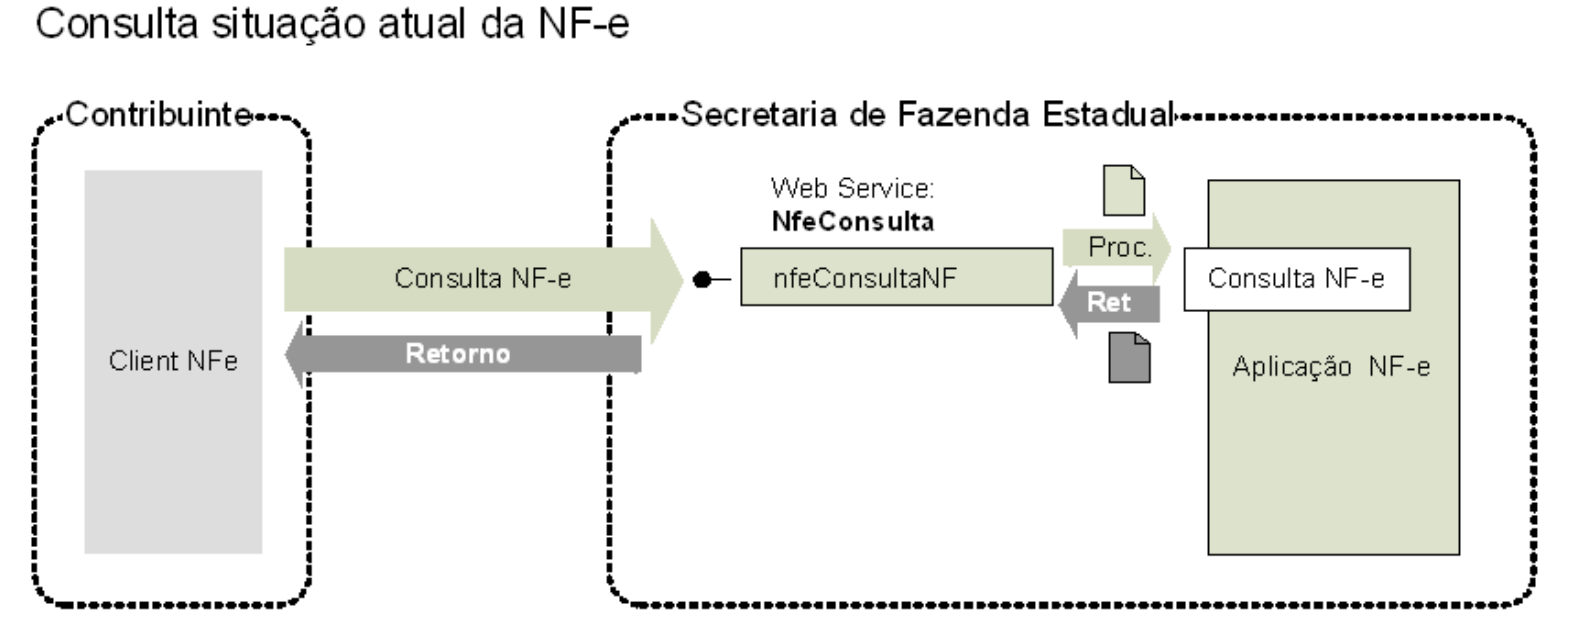 Consulta situação atual da NF-e
Contribuinte
Secretaria de Fazenda Estadual
Web Service:
NfeConsulta
Proc.
Consulta NF-e
nfeConsultaNF
Consulta NF-e
Ret
Retorno
Client NFe
Aplicação NF-e